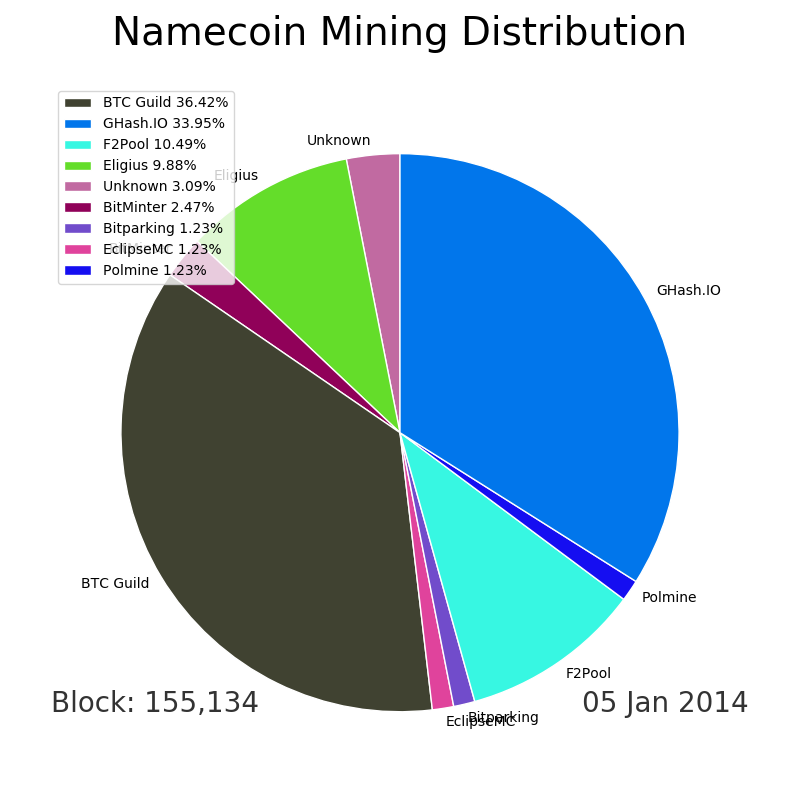 Namecoin Mining Distribution
BTC Guild 36.42%
GHash.IO 33.95%
F2Pool 10.49%
Eligius 9.88%
Unknown 3.09%
BitMinter 2.47%
Bitparking 1.23%
EclipseMC 1.23%
Polmine 1.23%
Unknown
Eligius
GHash.IO
BTC Guild
Polmine
F2Pool
Bitparking
EclipseMC
Block: 155,134
05 Jan 2014